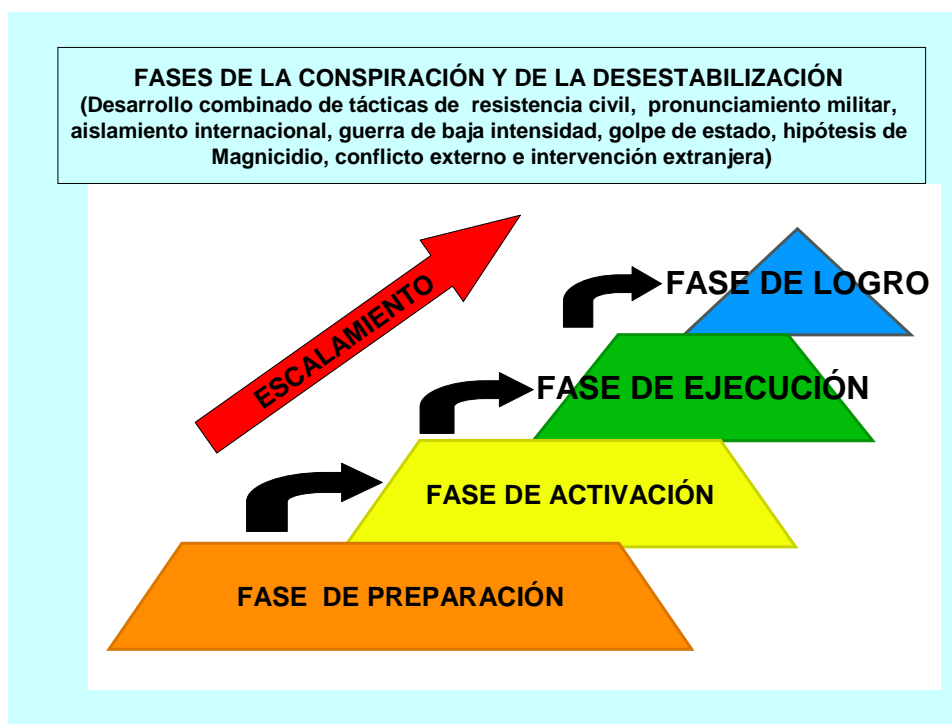 FASES DE LA CONSPIRACIÓN Y DE LA DESESTABILIZACIÓN
(Desarrollo combinado de tácticas de resistencia civil, pronunciamiento militar,
aislamiento internacional, guerra de baja intensidad, golpe de estado, hipótesis de
Magnicidio, conflicto externo e intervención extranjera)
ESCALAMIENTO
FASE DE LOGRO
FASE DE EJECUCIÓN
FASE DE ACTIVACIÓN
FASE DE PREPARACIÓN